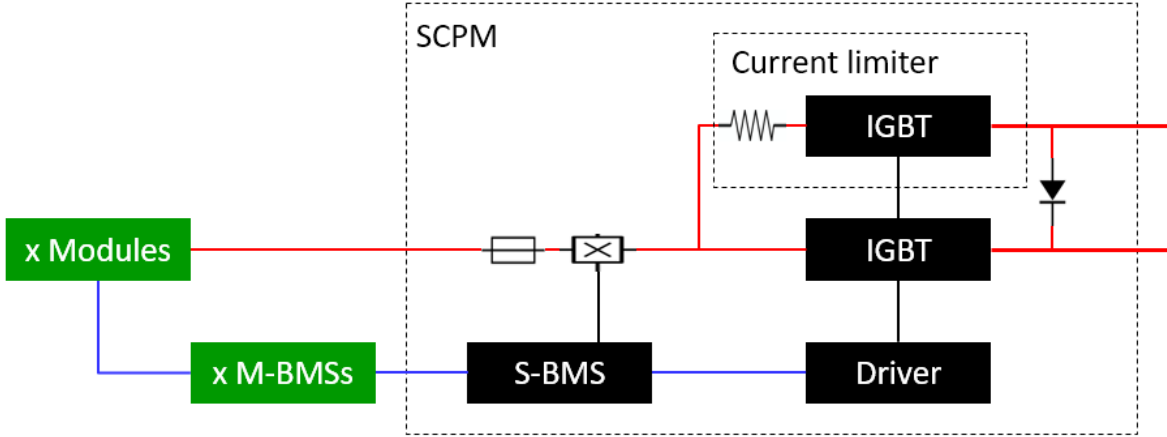 SCPM
Current limiter
IGBT
x Modules
IGBT
x M-BMSs
S-BMS
Driver